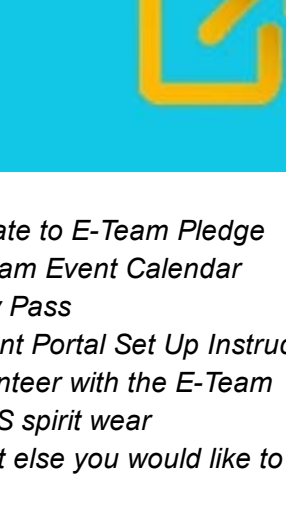 ate to E-Team Pledge
am Event Calendar
Pass
nt Portal Set Up Instruc
nteer with the E-Team
S spirit wear
t else you would like to